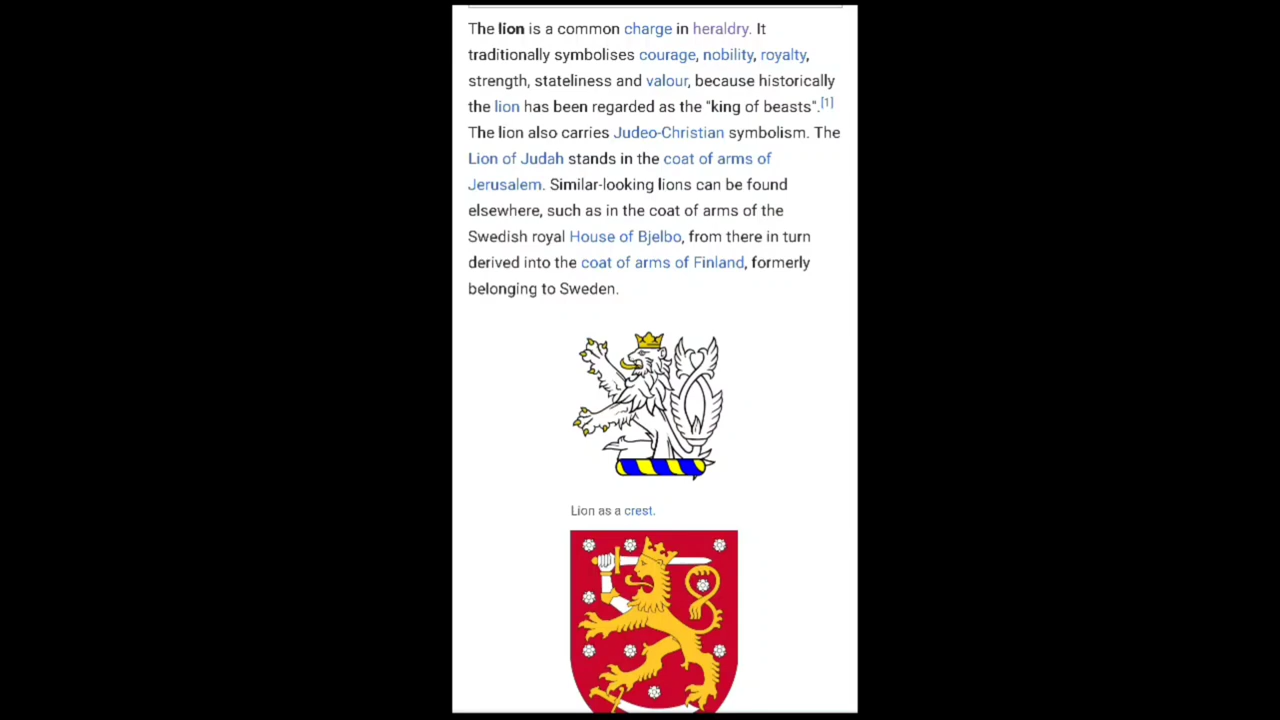 The lion is a common charge in heraldry. It
traditionally symbolises courage, nobility, royalty,
strength, stateliness and valour, because historically
the lion has been regarded as the "king of beasts".[1]
The lion also carries Judeo-Christian symbolism. The
Lion of Judah stands in the coat of arms of
Jerusalem. Similar-looking lions can be found
elsewhere, such as in the coat of arms of the
Swedish royal House of Bjelbo, from there in turn
derived into the coat of arms of Finland, formerly
belonging to Sweden.
Lion as a crest.